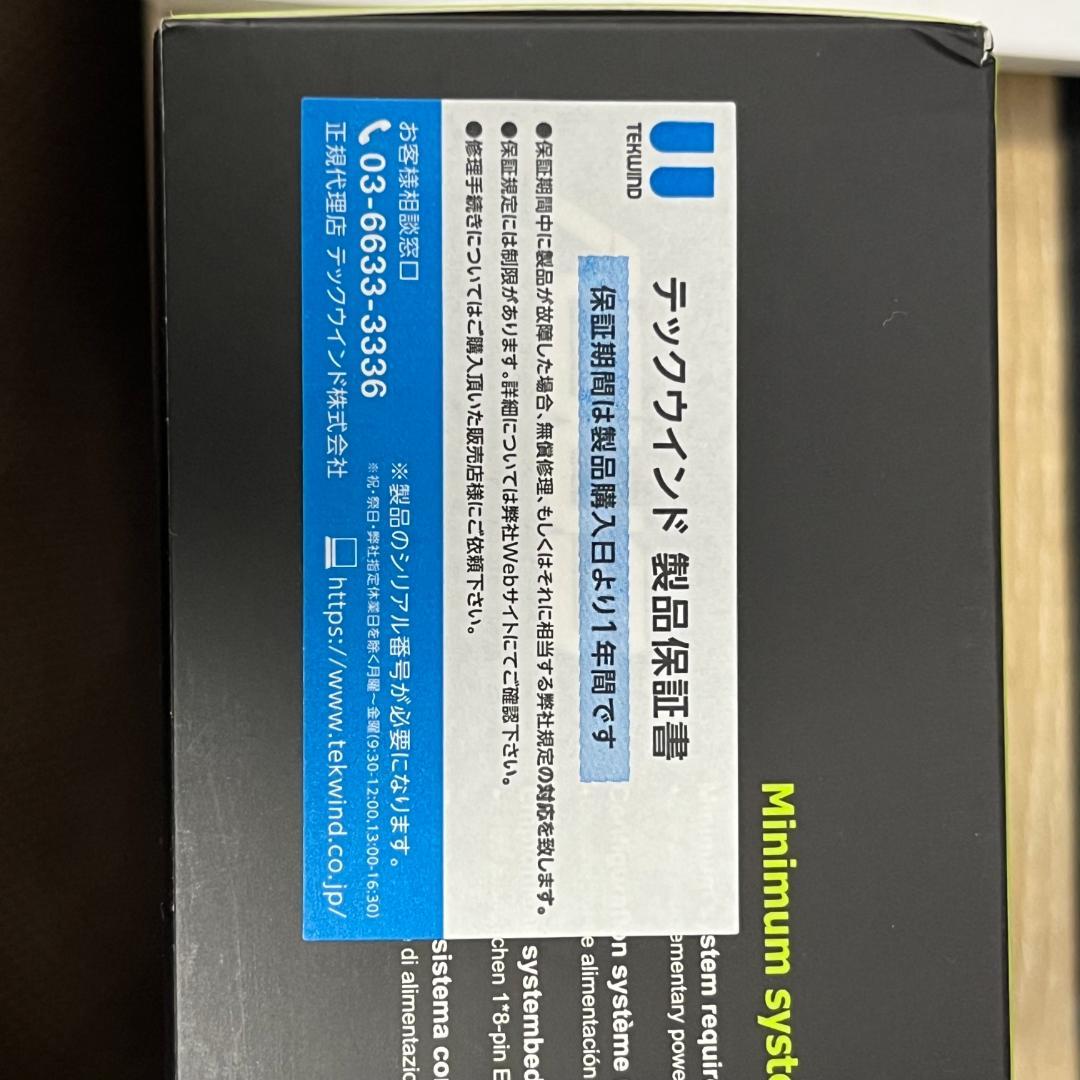 TEKWIND
テックウインド 製品保証書
保証期間は製品購入日より1年間です
●保証期間中に製品が故障した場合、無償修理、もしくはそれに相当する弊社規定の対応を致します。
●保証規定には制限があります。詳細については弊社Webサイトにてご確認下さい。
●修理手続きについてはご購入頂いた販売店様にご依頼下さい。
お客様相談窓口
03-6633-3336
正規代理店 テックウインド株式会社
※製品のシリアル番号が必要になります。
※祝・祭日・弊社指定休業日を除く月曜～金曜(9:30-12:00,13:00-16:30)
https://www.tekwind.co.jp/
Minimum syst
stem requir
ementary powe
on système
e alimentación
systembed
chen 1*8-pin E
sistema co
di alimentazio